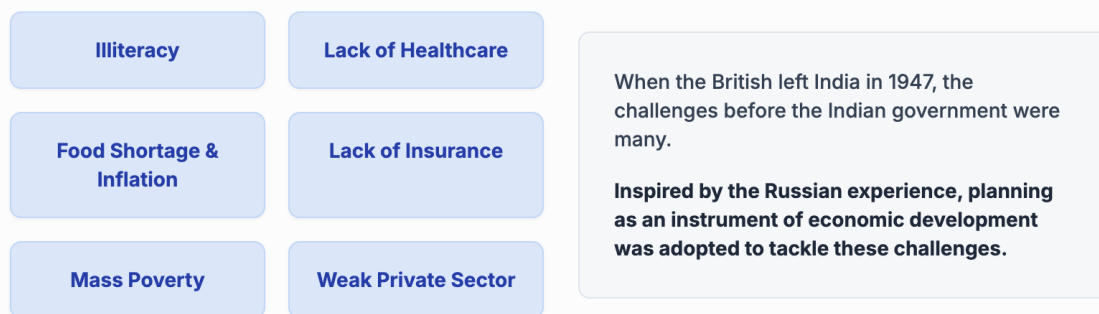 Illiteracy
Lack of Healthcare
Food Shortage &
Inflation
Lack of Insurance
Mass Poverty
Weak Private Sector
When the British left India in 1947, the
challenges before the Indian government were
many.
Inspired by the Russian experience, planning
as an instrument of economic development
was adopted to tackle these challenges.